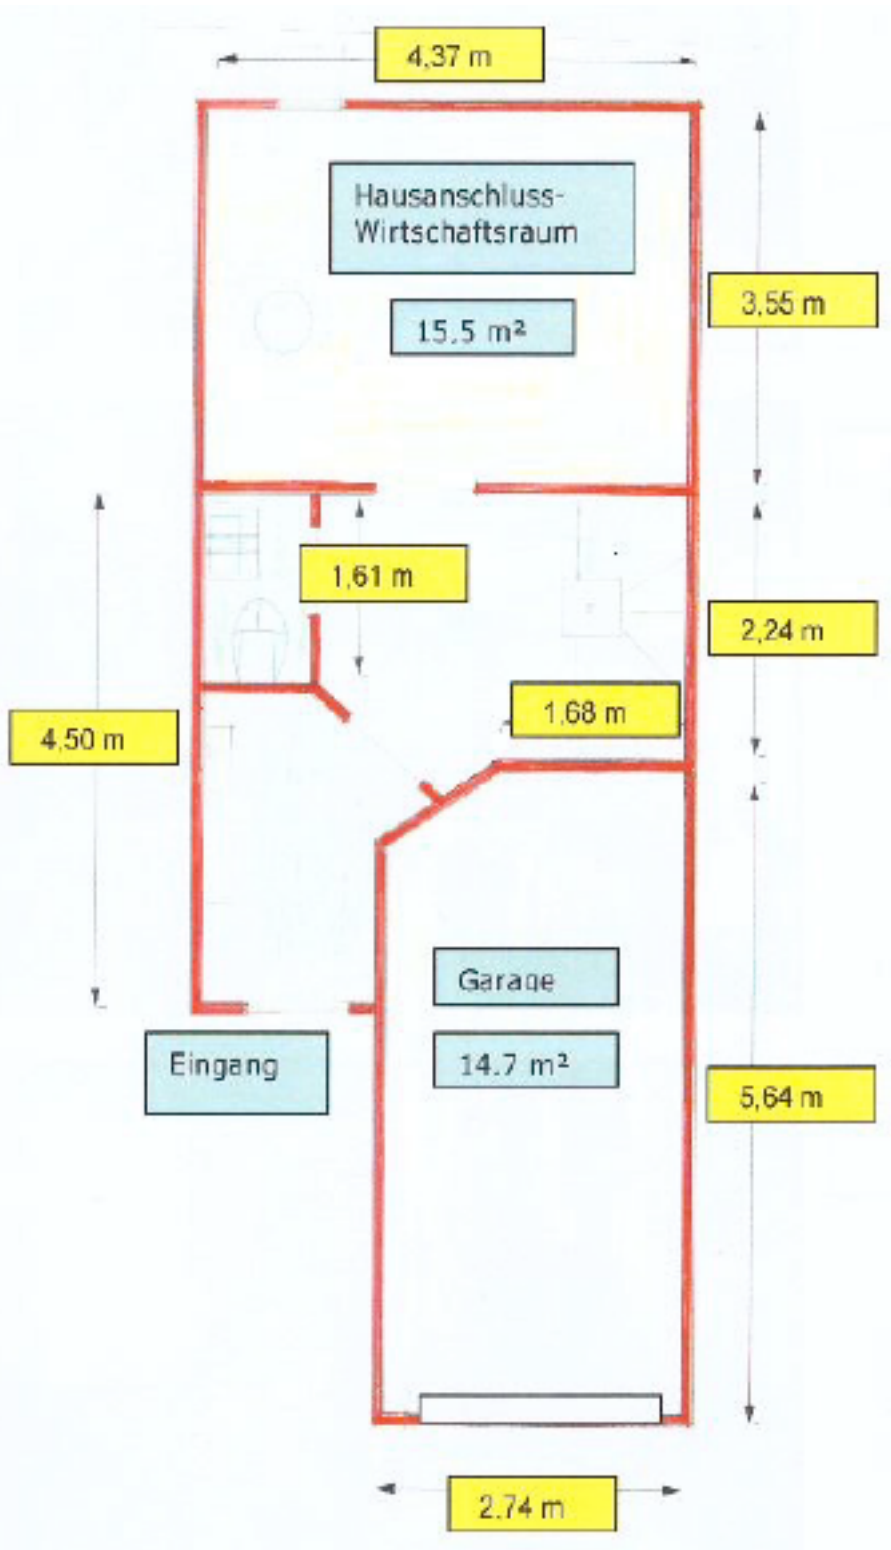 4,37 m
Hausanschluss-
Wirtschaftsraum
15,5 m²
3,55 m
1,61 m
2,24 m
1,68 m
4,50 m
Garage
14.7 m²
Eingang
5,64 m
2,74 m